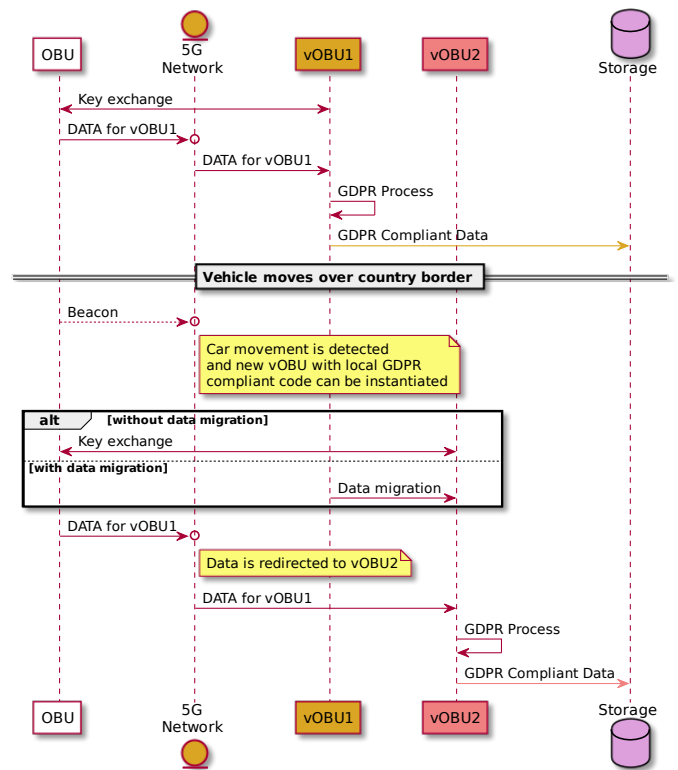 OBU
5G
Network
vOBU1
vOBU2
Storage
Key exchange
DATA for vOBU1
DATA for vOBU1
GDPR Process
GDPR Compliant Data
Vehicle moves over country border
Beacon
Car movement is detected
and new vOBU with local GDPR
compliant code can be instantiated
alt [without data migration]
Key exchange
[with data migration]
Data migration
DATA for vOBU1
Data is redirected to vOBU2
DATA for vOBU1
GDPR Process
GDPR Compliant Data
OBU
5G
Network
vOBU1
vOBU2
Storage